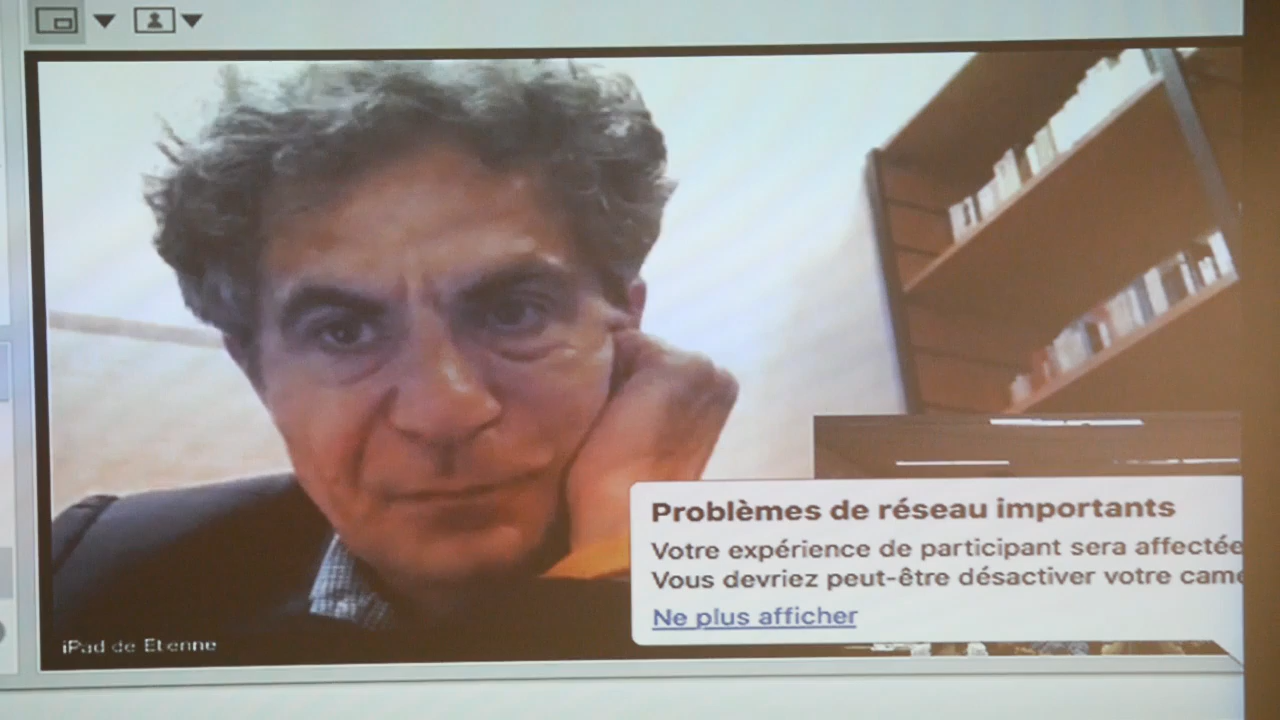 Problèmes de réseau importants
Votre expérience de participant sera affectée
Vous devriez peut-être désactiver votre came
Ne plus afficher
iPad de Etienne